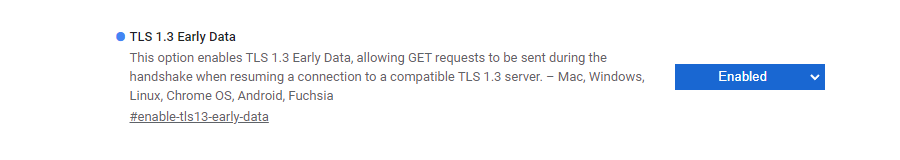 TLS 1.3 Early Data
This option enables TLS 1.3 Early Data, allowing GET requests to be sent during the
handshake when resuming a connection to a compatible TLS 1.3 server. – Mac, Windows,
Linux, Chrome OS, Android, Fuchsia
#enable-tls13-early-data
Enabled